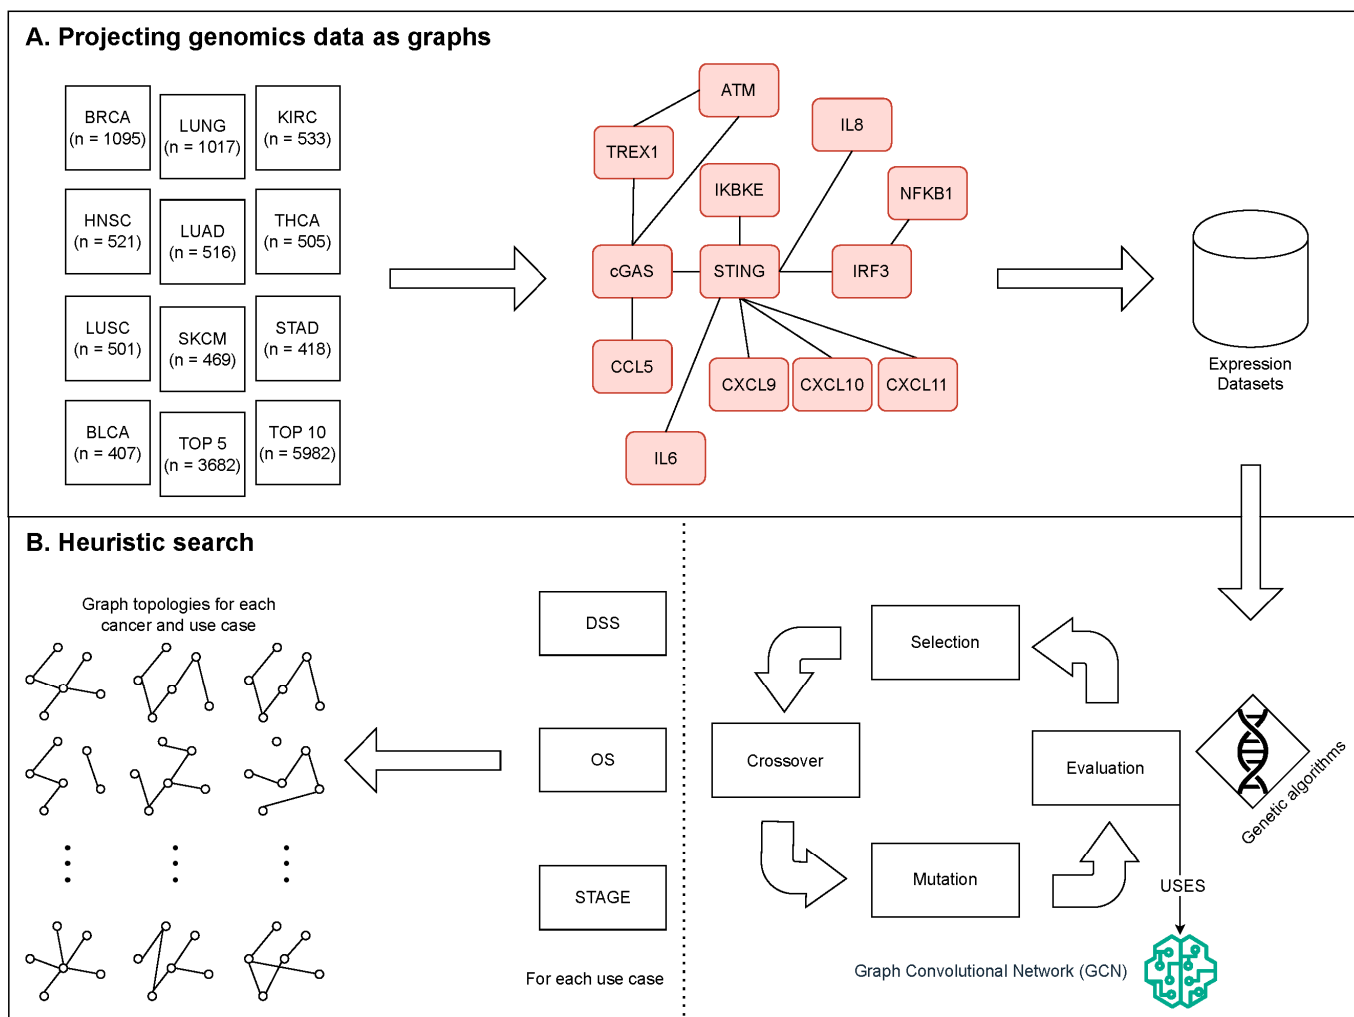 A. Projecting genomics data as graphs
BRCA
(n = 1095)
LUNG
(n = 1017)
KIRC
(n = 533)
HNSC
(n = 521)
LUAD
(n = 516)
THCA
(n = 505)
LUSC
(n = 501)
SKCM
(n = 469)
STAD
(n = 418)
BLCA
(n = 407)
TOP 5
(n = 3682)
TOP 10
(n = 5982)
ATM
TREX1
IL8
IKBKE
NFKB1
cGAS
STING
IRF3
CCL5
CXCL9
CXCL10
CXCL11
IL6
Expression
Datasets
B. Heuristic search
Graph topologies for each
cancer and use case
DSS
OS
STAGE
For each use case
Selection
Crossover
Evaluation
Mutation
Genetic algorithms
USES
Graph Convolutional Network (GCN)